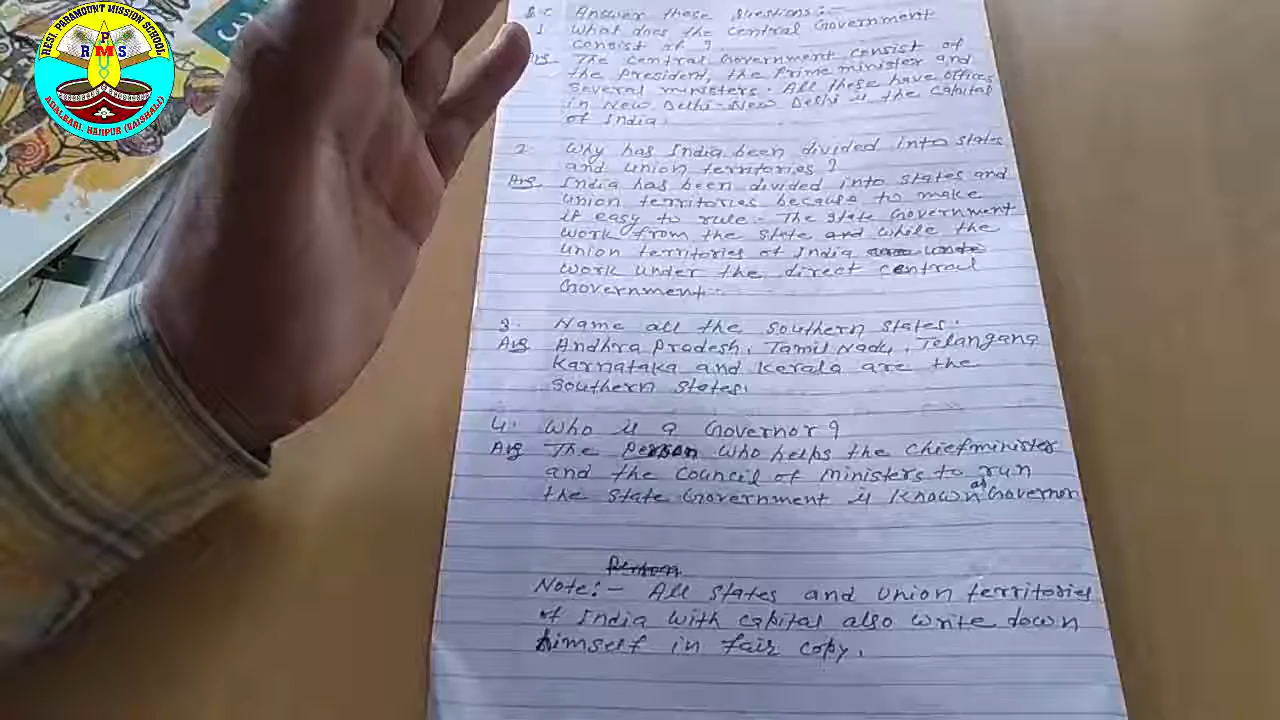 RESI. PARAMOUNT MISSION SCHOOL
P
R M S
ADALBARI, HAJIPUR (VAISHALI)
Q.C Answer these questions:-
1 What does the central Government
consist of ?
Ans. The central Government consist of
the President, the Prime minister and
several ministers. All these have offices
in New Delhi. New Delhi is the capital
of India.
2. Why has India been divided into states
and union territories ?
Ans India has been divided into states and
union territories because to make
it easy to rule. The state Government
work from the state and while the
union territories of India
work under the direct central
Government.
3. Name all the southern states.
Ans Andhra Pradesh, Tamil Nadu, Telangana
Karnataka and Kerala are the
southern states.
4. Who is a Governor ?
Ans The Person who helps the chiefminister
and the council of ministers to run
the state Government is known as Governor
Person
Note:- All states and union territories
of India with capital also write down
himself in fair copy.